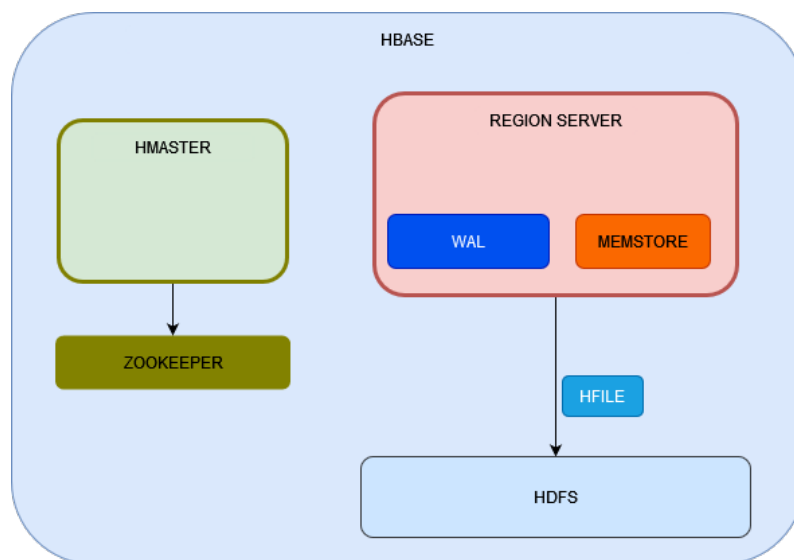 HBASE
HMASTER
REGION SERVER
WAL
MEMSTORE
ZOOKEEPER
HFILE
HDFS